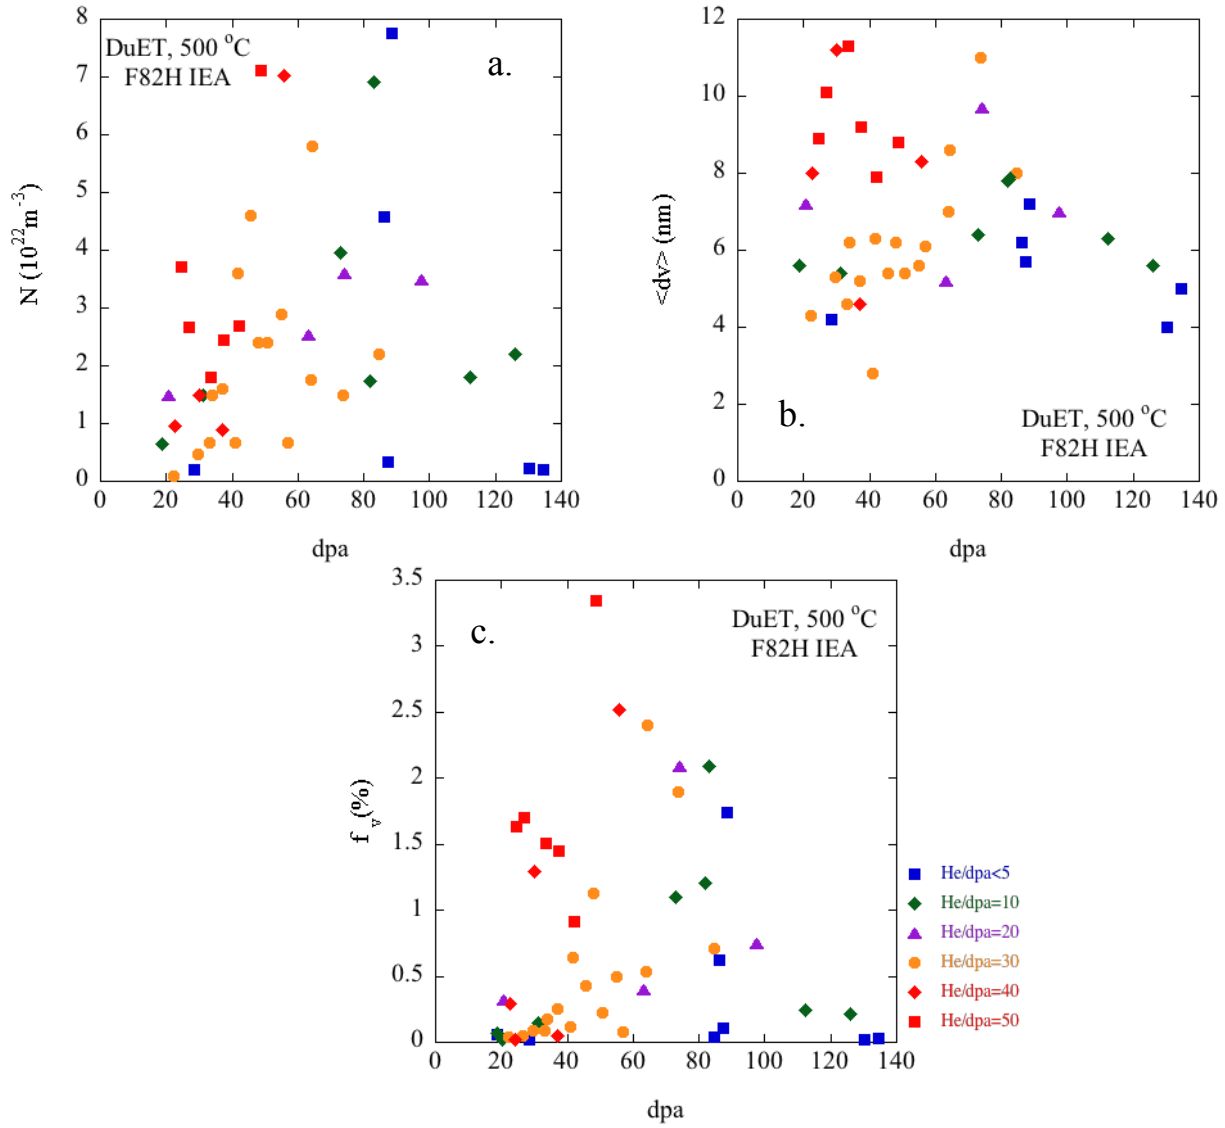 8
7
6
5
4
3
2
1
0
N (10²²m⁻³)
DuET, 500 °C
F82H IEA
a.
0 20 40 60 80 100 120 140
dpa
12
10
8
6
4
2
0
<dv> (nm)
b.
DuET, 500 °C
F82H IEA
0 20 40 60 80 100 120 140
dpa
3.5
3
2.5
2
1.5
1
0.5
0
f v (%)
c.
DuET, 500 °C
F82H IEA
0 20 40 60 80 100 120 140
dpa
He/dpa<5
He/dpa=10
He/dpa=20
He/dpa=30
He/dpa=40
He/dpa=50